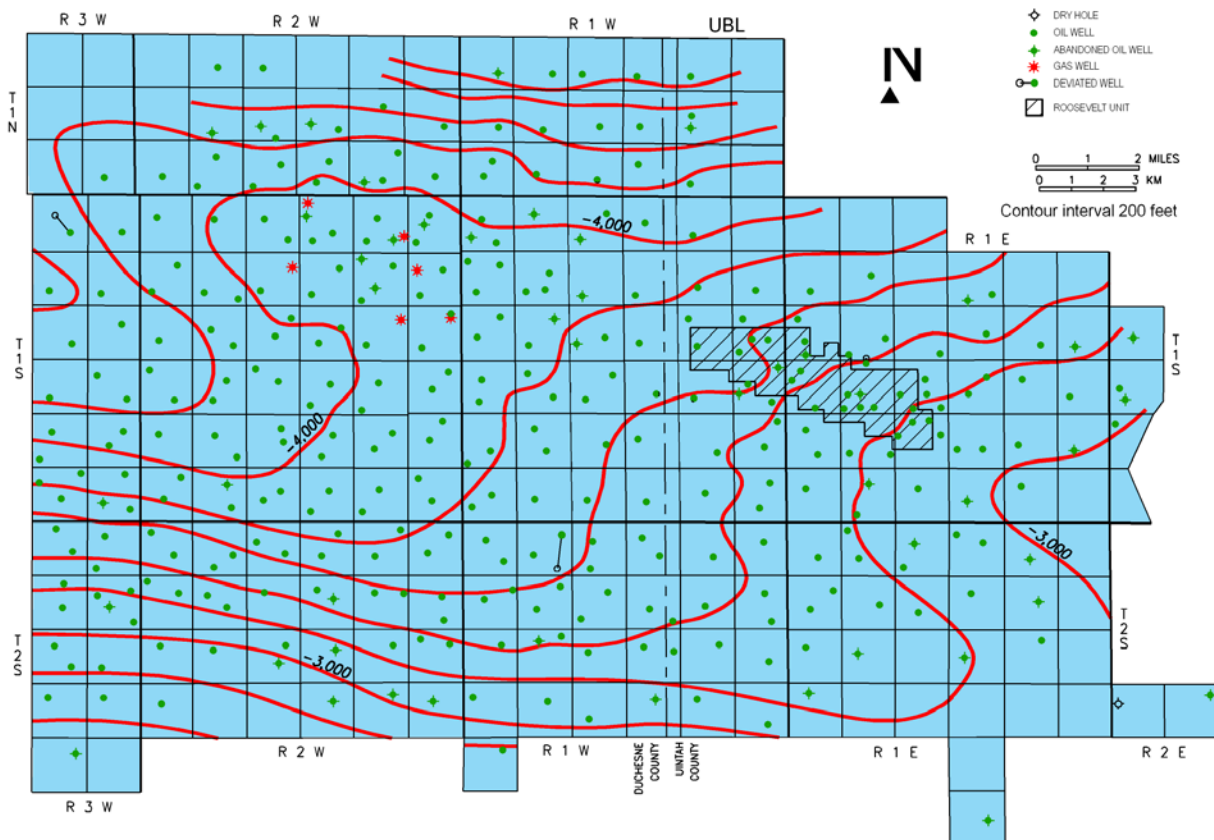 R 3 W
R 2 W
R 1 W
UBL
N
DRY HOLE
OIL WELL
ABANDONED OIL WELL
GAS WELL
DEVIATED WELL
ROOSEVELT UNIT
T 1 N
0 1 2 MILES
0 1 2 3 KM
Contour interval 200 feet
-4,000
R 1 E
T 1 S
T 1 S
-4,000
-3,000
T 2 S
T 2 S
-3,000
R 2 W
R 1 W
DUCHESNE COUNTY
UINTAH COUNTY
R 1 E
R 2 E
R 3 W